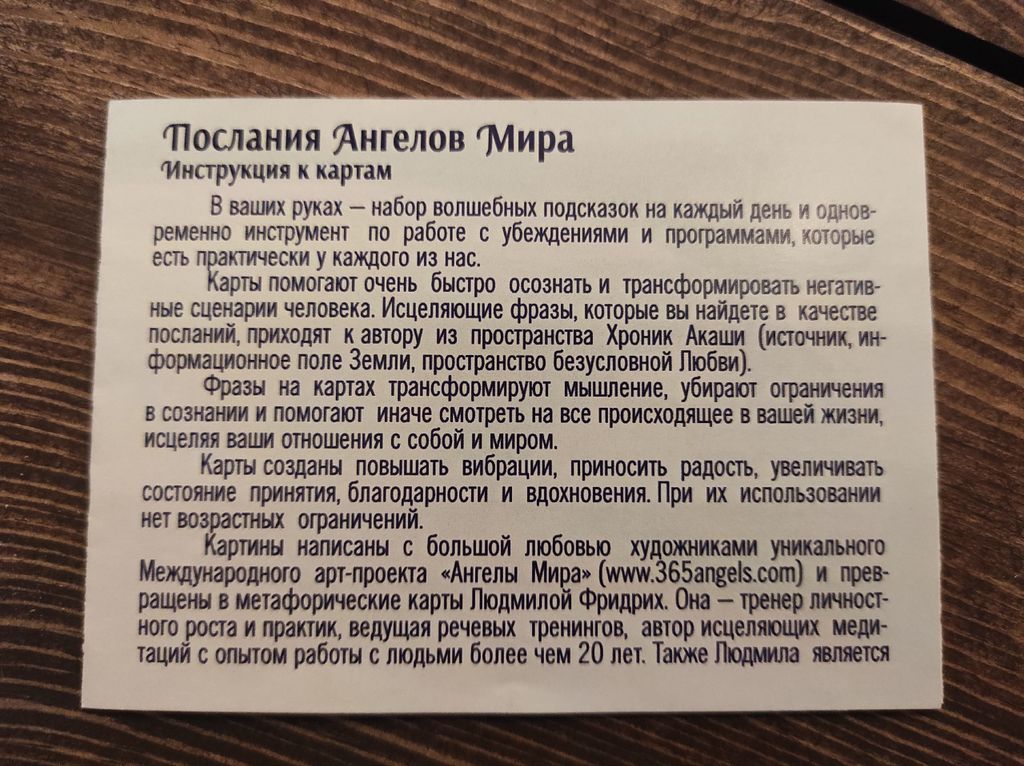 Послания Ангелов Мира
Инструкция к картам
В ваших руках — набор волшебных подсказок на каждый день и однов-
ременно инструмент по работе с убеждениями и программами, которые
есть практически у каждого из нас.
Карты помогают очень быстро осознать и трансформировать негатив-
ные сценарии человека. Исцеляющие фразы, которые вы найдете в качестве
посланий, приходят к автору из пространства Хроник Акаши (источник, ин-
формационное поле Земли, пространство безусловной Любви).
Фразы на картах трансформируют мышление, убирают ограничения
в сознании и помогают иначе смотреть на все происходящее в вашей жизни,
исцеляя ваши отношения с собой и миром.
Карты созданы повышать вибрации, приносить радость, увеличивать
состояние принятия, благодарности и вдохновения. При их использовании
нет возрастных ограничений.
Картины написаны с большой любовью художниками уникального
Международного арт-проекта «Ангелы Мира» (www.365angels.com) и прев-
ращены в метафорические карты Людмилой Фридрих. Она — тренер личност-
ного роста и практик, ведущая речевых тренингов, автор исцеляющих меди-
таций с опытом работы с людьми более чем 20 лет. Также Людмила является